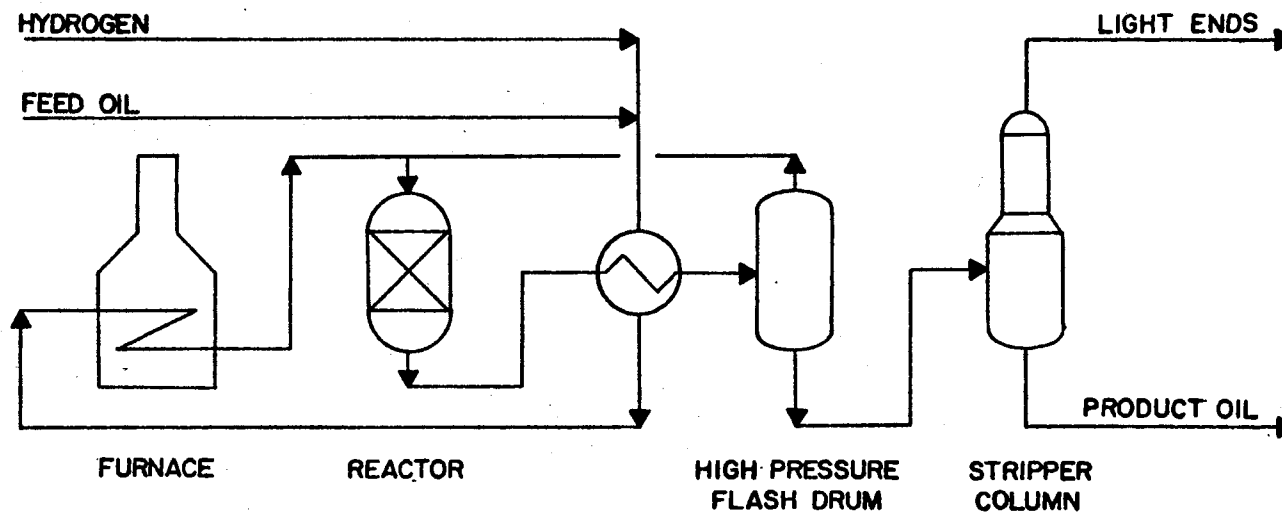 HYDROGEN
LIGHT ENDS
FEED OIL
PRODUCT OIL
FURNACE
REACTOR
HIGH PRESSURE
FLASH DRUM
STRIPPER
COLUMN